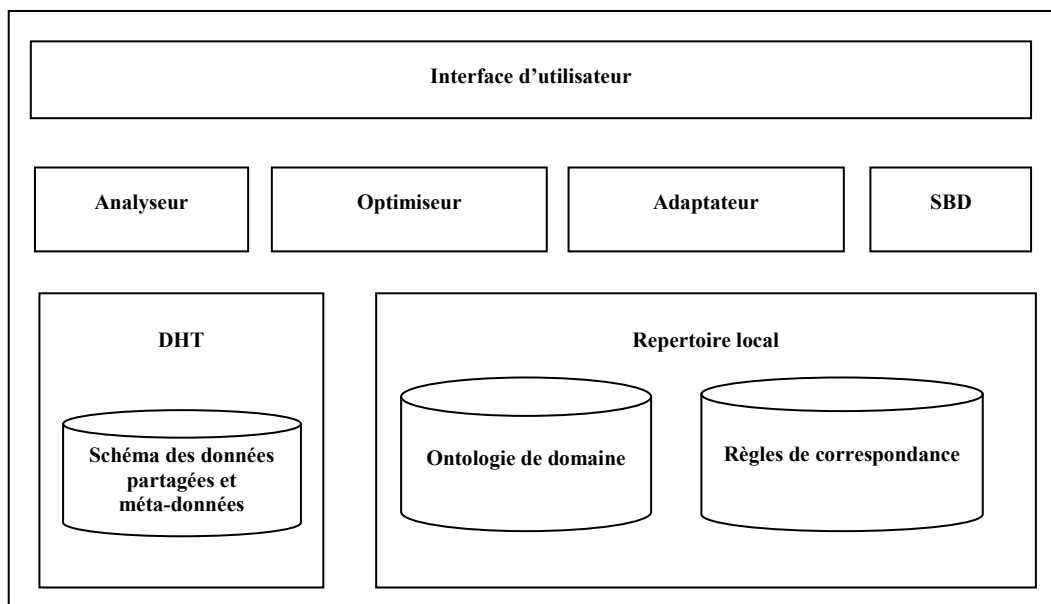 Interface d’utilisateur
Analyseur
Optimiseur
Adaptateur
SBD
DHT
Schéma des données
partagées et
méta-données
Repertoire local
Ontologie de domaine
Règles de correspondance